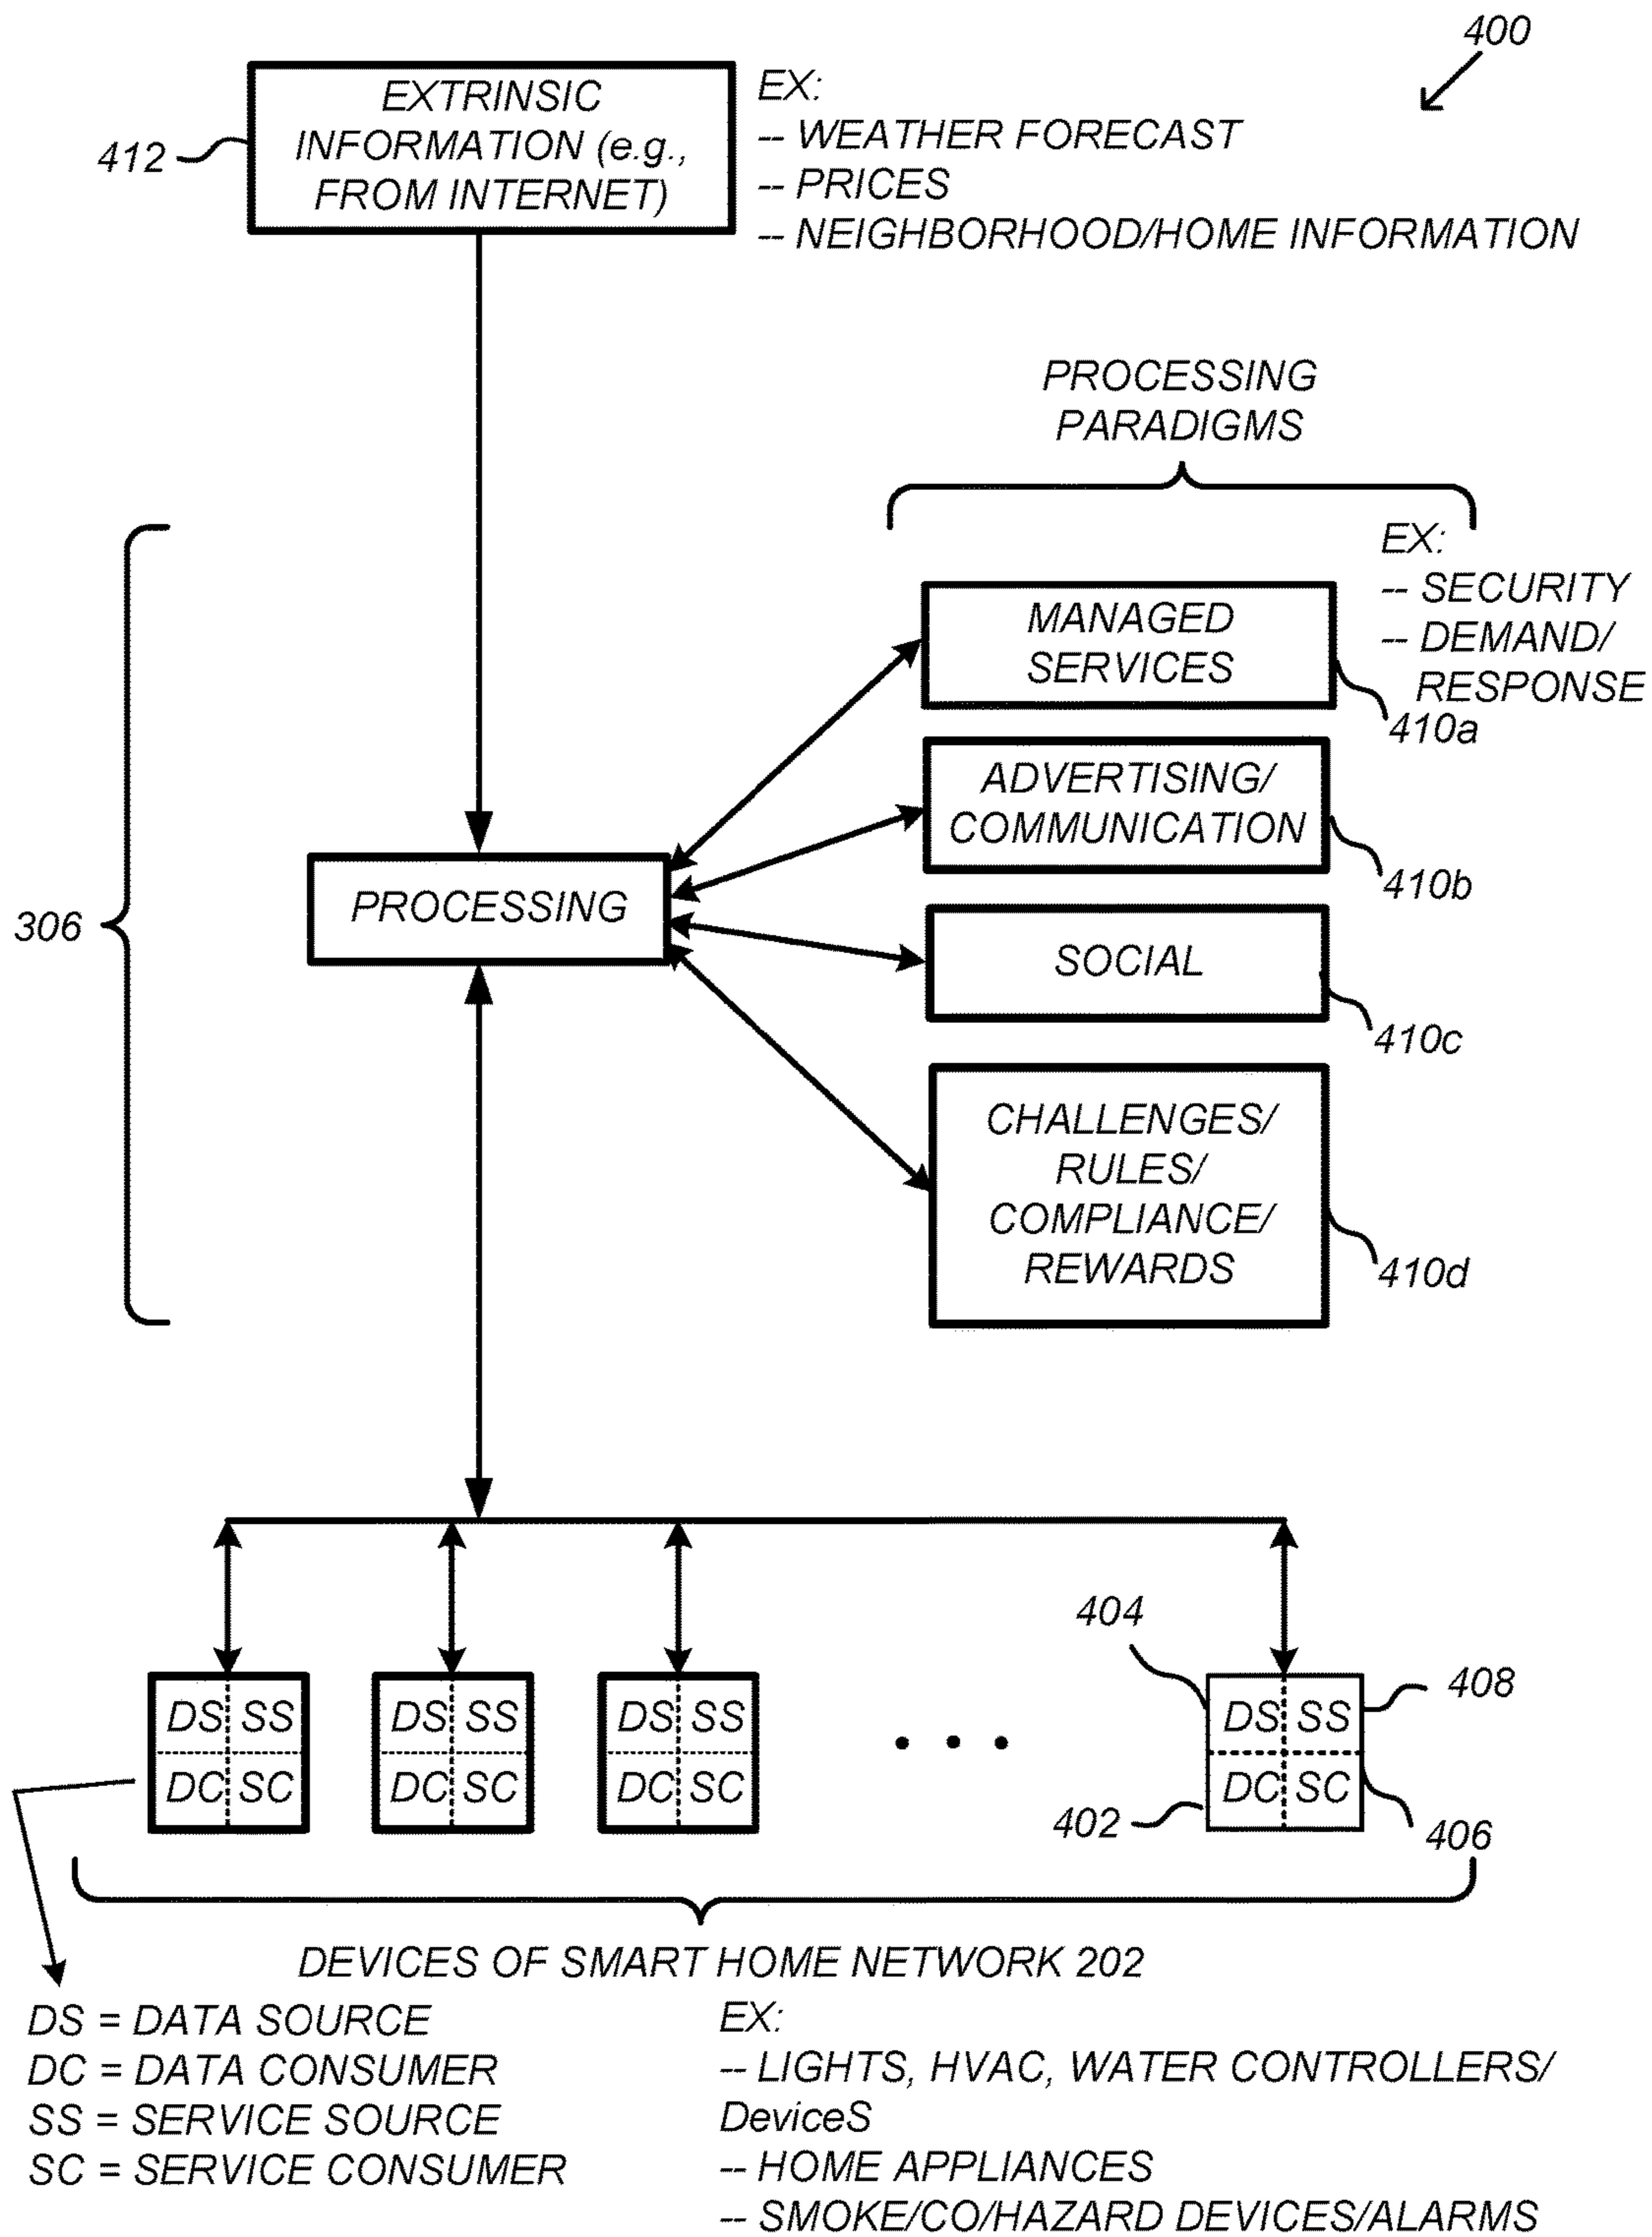 400
EXTRINSIC
INFORMATION (e.g.,
FROM INTERNET)
412
EX:
-- WEATHER FORECAST
-- PRICES
-- NEIGHBORHOOD/HOME INFORMATION
PROCESSING
PARADIGMS
EX:
-- SECURITY
-- DEMAND/
RESPONSE
MANAGED
SERVICES
410a
ADVERTISING/
COMMUNICATION
410b
306
PROCESSING
SOCIAL
410c
CHALLENGES/
RULES/
COMPLIANCE/
REWARDS
410d
404
408
DS SS
DC SC
DS SS
DC SC
DS SS
DC SC
. . .
DS SS
DC SC
402
406
DEVICES OF SMART HOME NETWORK 202
DS = DATA SOURCE
DC = DATA CONSUMER
SS = SERVICE SOURCE
SC = SERVICE CONSUMER
EX:
-- LIGHTS, HVAC, WATER CONTROLLERS/
DeviceS
-- HOME APPLIANCES
-- SMOKE/CO/HAZARD DEVICES/ALARMS